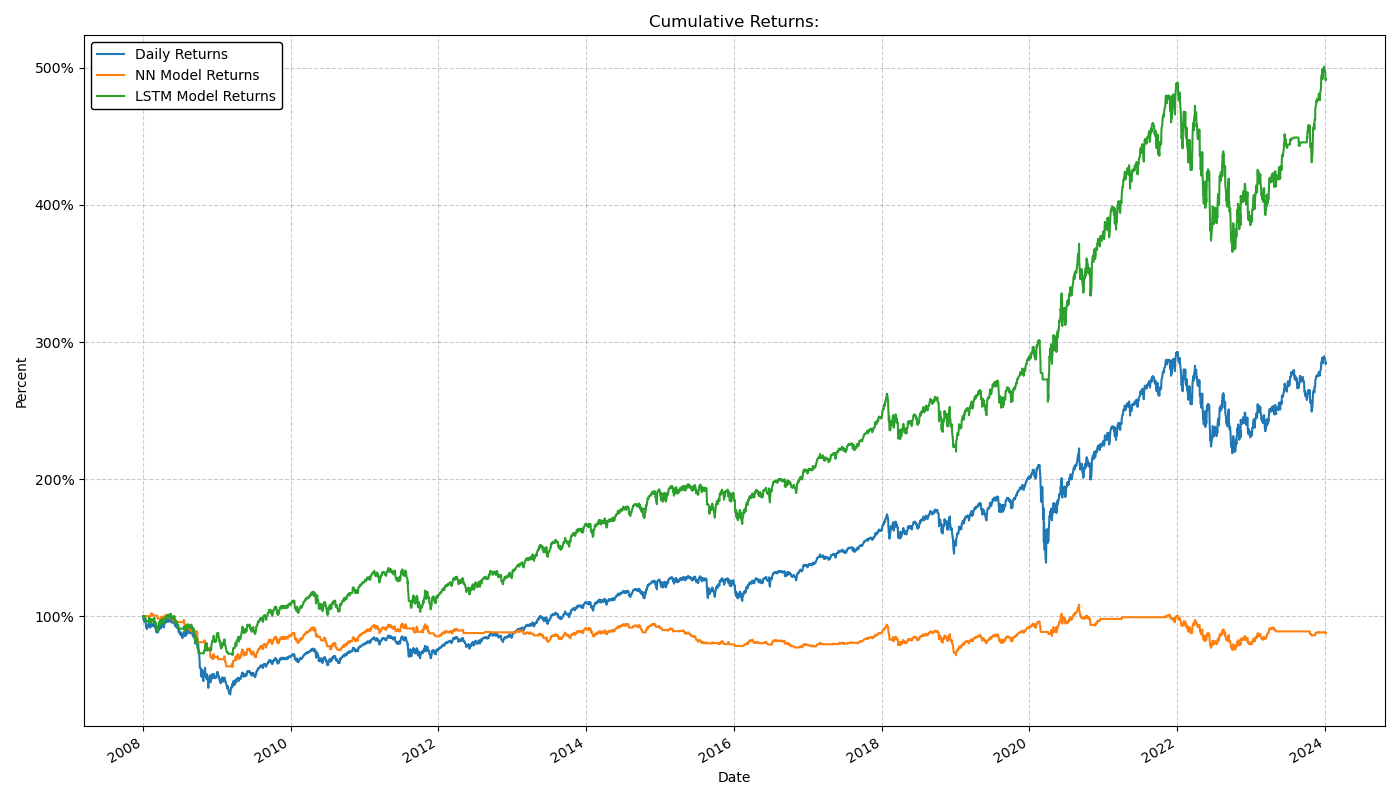 Cumulative Returns:
Daily Returns
NN Model Returns
LSTM Model Returns
500%
400%
300%
200%
100%
Percent
2008
2010
2012
2014
2016
2018
2020
2022
2024
Date